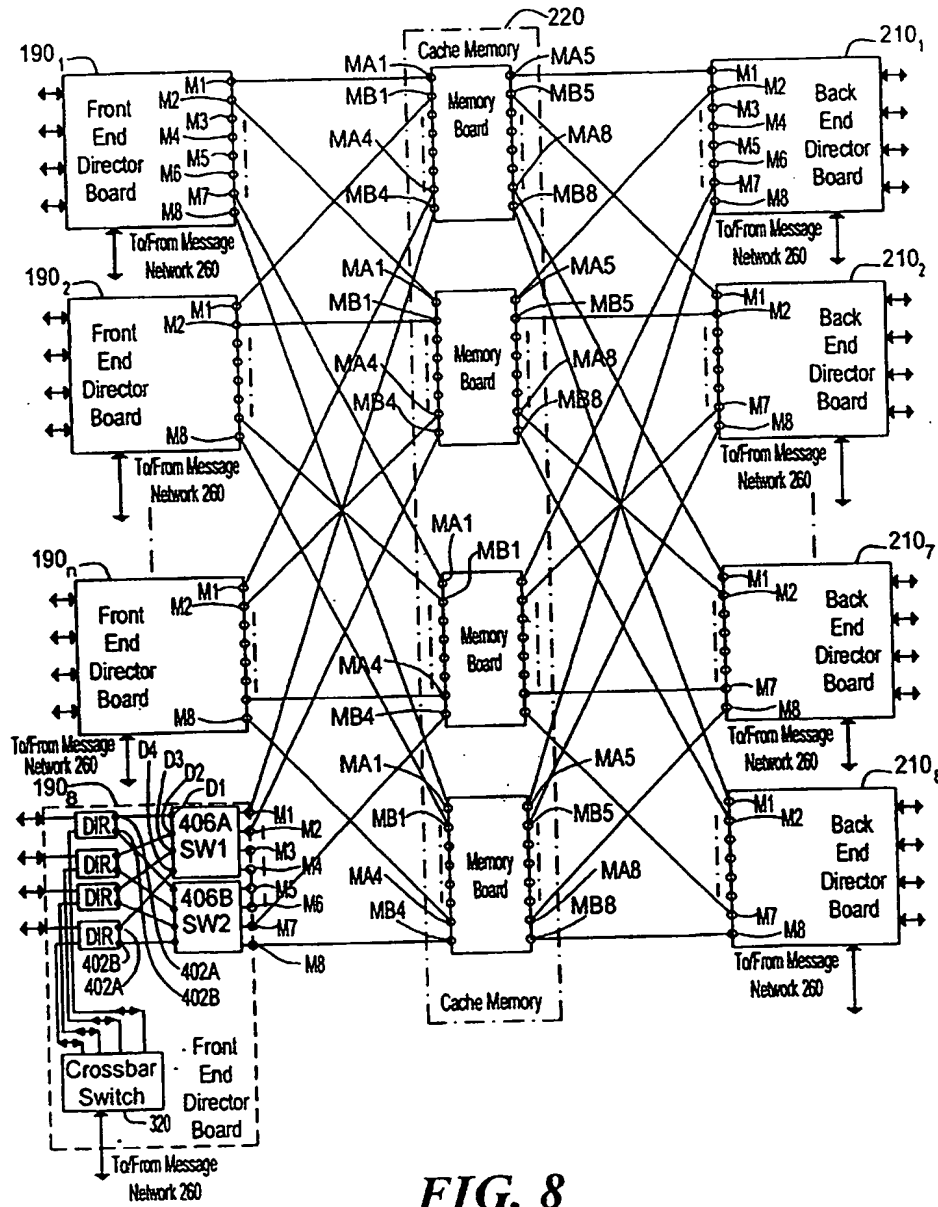 220
190₁
Front
End
Director
Board
M1
M2
M3
M4
M5
M6
M7
M8
To/From Message
Network 260
Cache Memory
MA1
MB1
MA4
MB4
Memory
Board
MA5
MB5
MA8
MB8
210₁
M1
M2
M3
M4
M5
M6
M7
M8
Back
End
Director
Board
To/From Message
Network 260
190₂
Front
End
Director
Board
M1
M2
M8
To/From Message
Network 260
MA1
MB1
MA4
MB4
Memory
Board
MA5
MB5
MA8
MB8
210₂
M1
M2
M7
M8
Back
End
Director
Board
To/From Message
Network 260
190n
Front
End
Director
Board
M1
M2
M8
To/From Message
Network 260
MA1
MB1
MA4
MB4
Memory
Board
210₇
M1
M2
M7
M8
Back
End
Director
Board
To/From Message
Network 260
190₈
D4
D3
D2
D1
DIR
DIR
DIR
DIR
406A
SW1
406B
SW2
M1
M2
M3
M4
M5
M6
M7
M8
402B
402A
402A
402B
Crossbar
Switch
320
Front
End
Director
Board
To/From Message
Network 260
MA1
MB1
MA4
MB4
Memory
Board
MA5
MB5
MA8
MB8
Cache Memory
210₈
M1
M2
M7
M8
Back
End
Director
Board
To/From Message
Network 260
FIG. 8